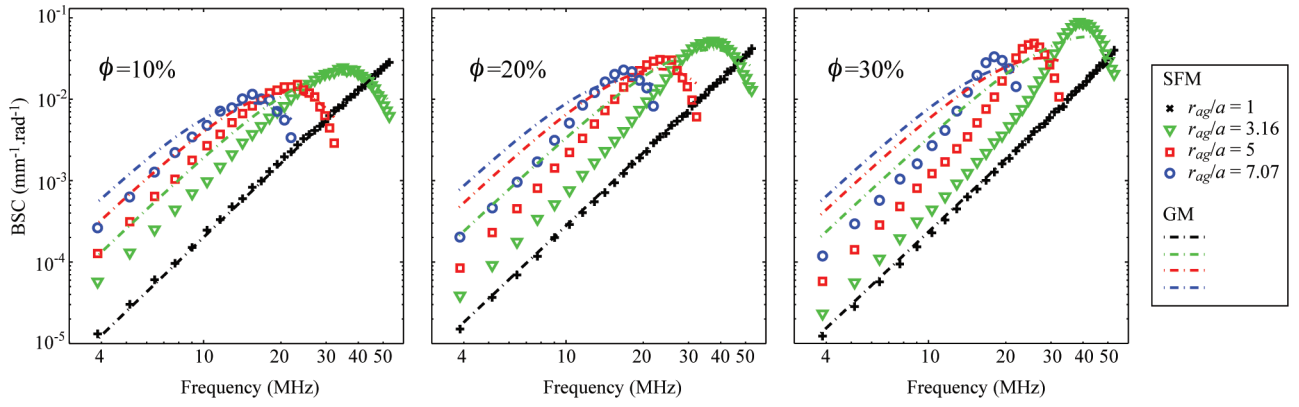 BSC (mm⁻¹.rad⁻¹)
10⁻¹
10⁻²
10⁻³
10⁻⁴
10⁻⁵
ϕ=10%
4 10 20 30 40 50
Frequency (MHz)
ϕ=20%
4 10 20 30 40 50
Frequency (MHz)
ϕ=30%
4 10 20 30 40 50
Frequency (MHz)
SFM
r_ag/a = 1
r_ag/a = 3.16
r_ag/a = 5
r_ag/a = 7.07
GM